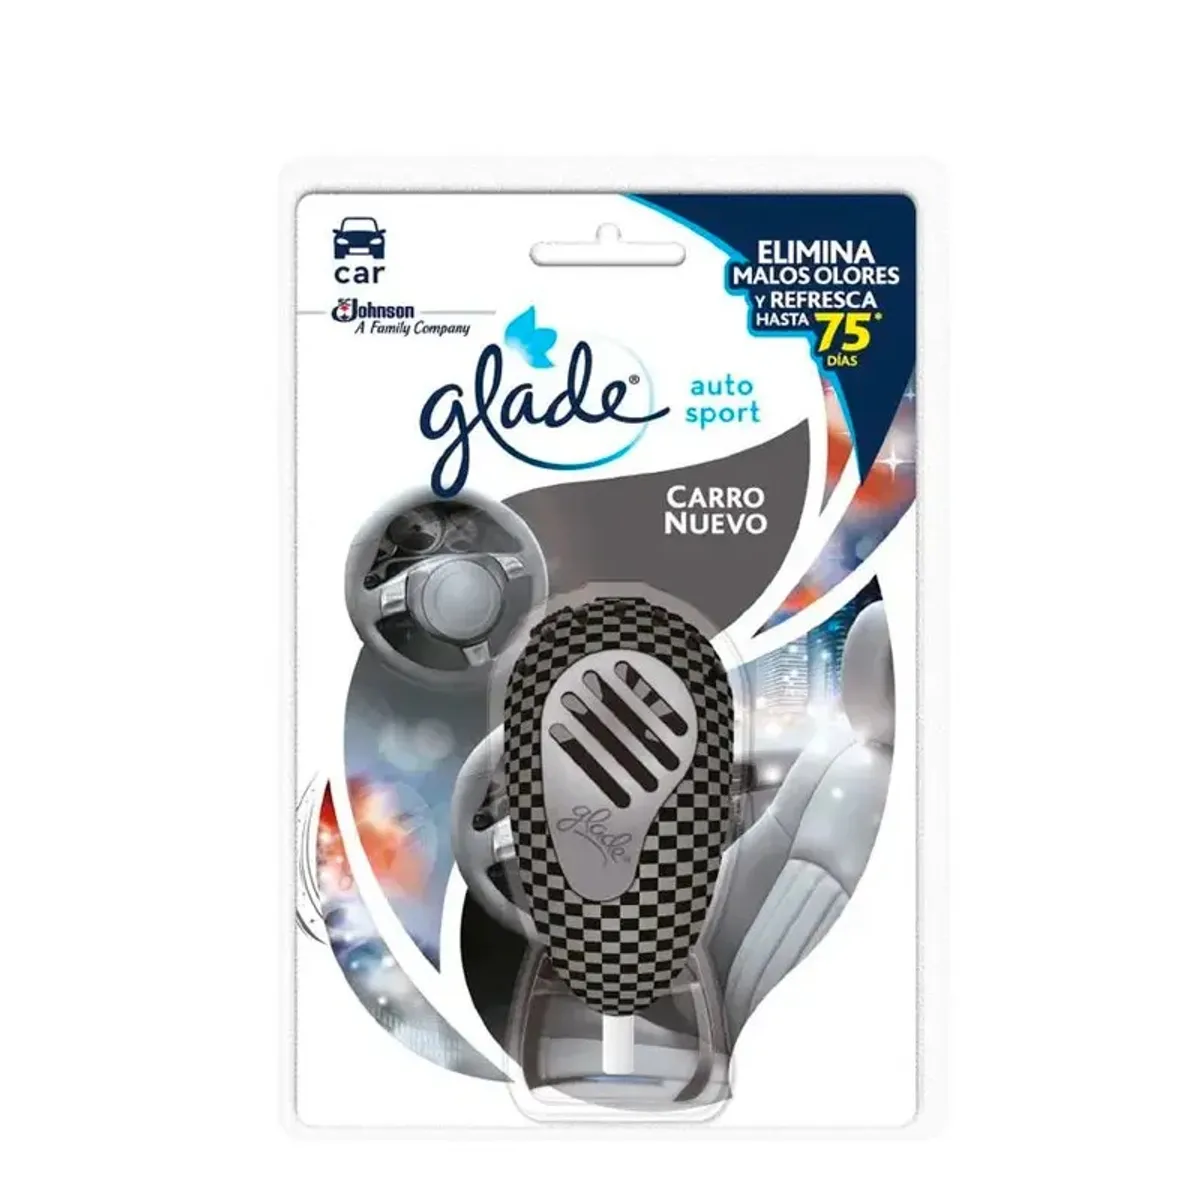 car
SC Johnson
A Family Company
glade®
auto
sport
ELIMINA
MALOS OLORES
Y REFRESCA
HASTA 75*
DÍAS
CARRO
NUEVO
glade®